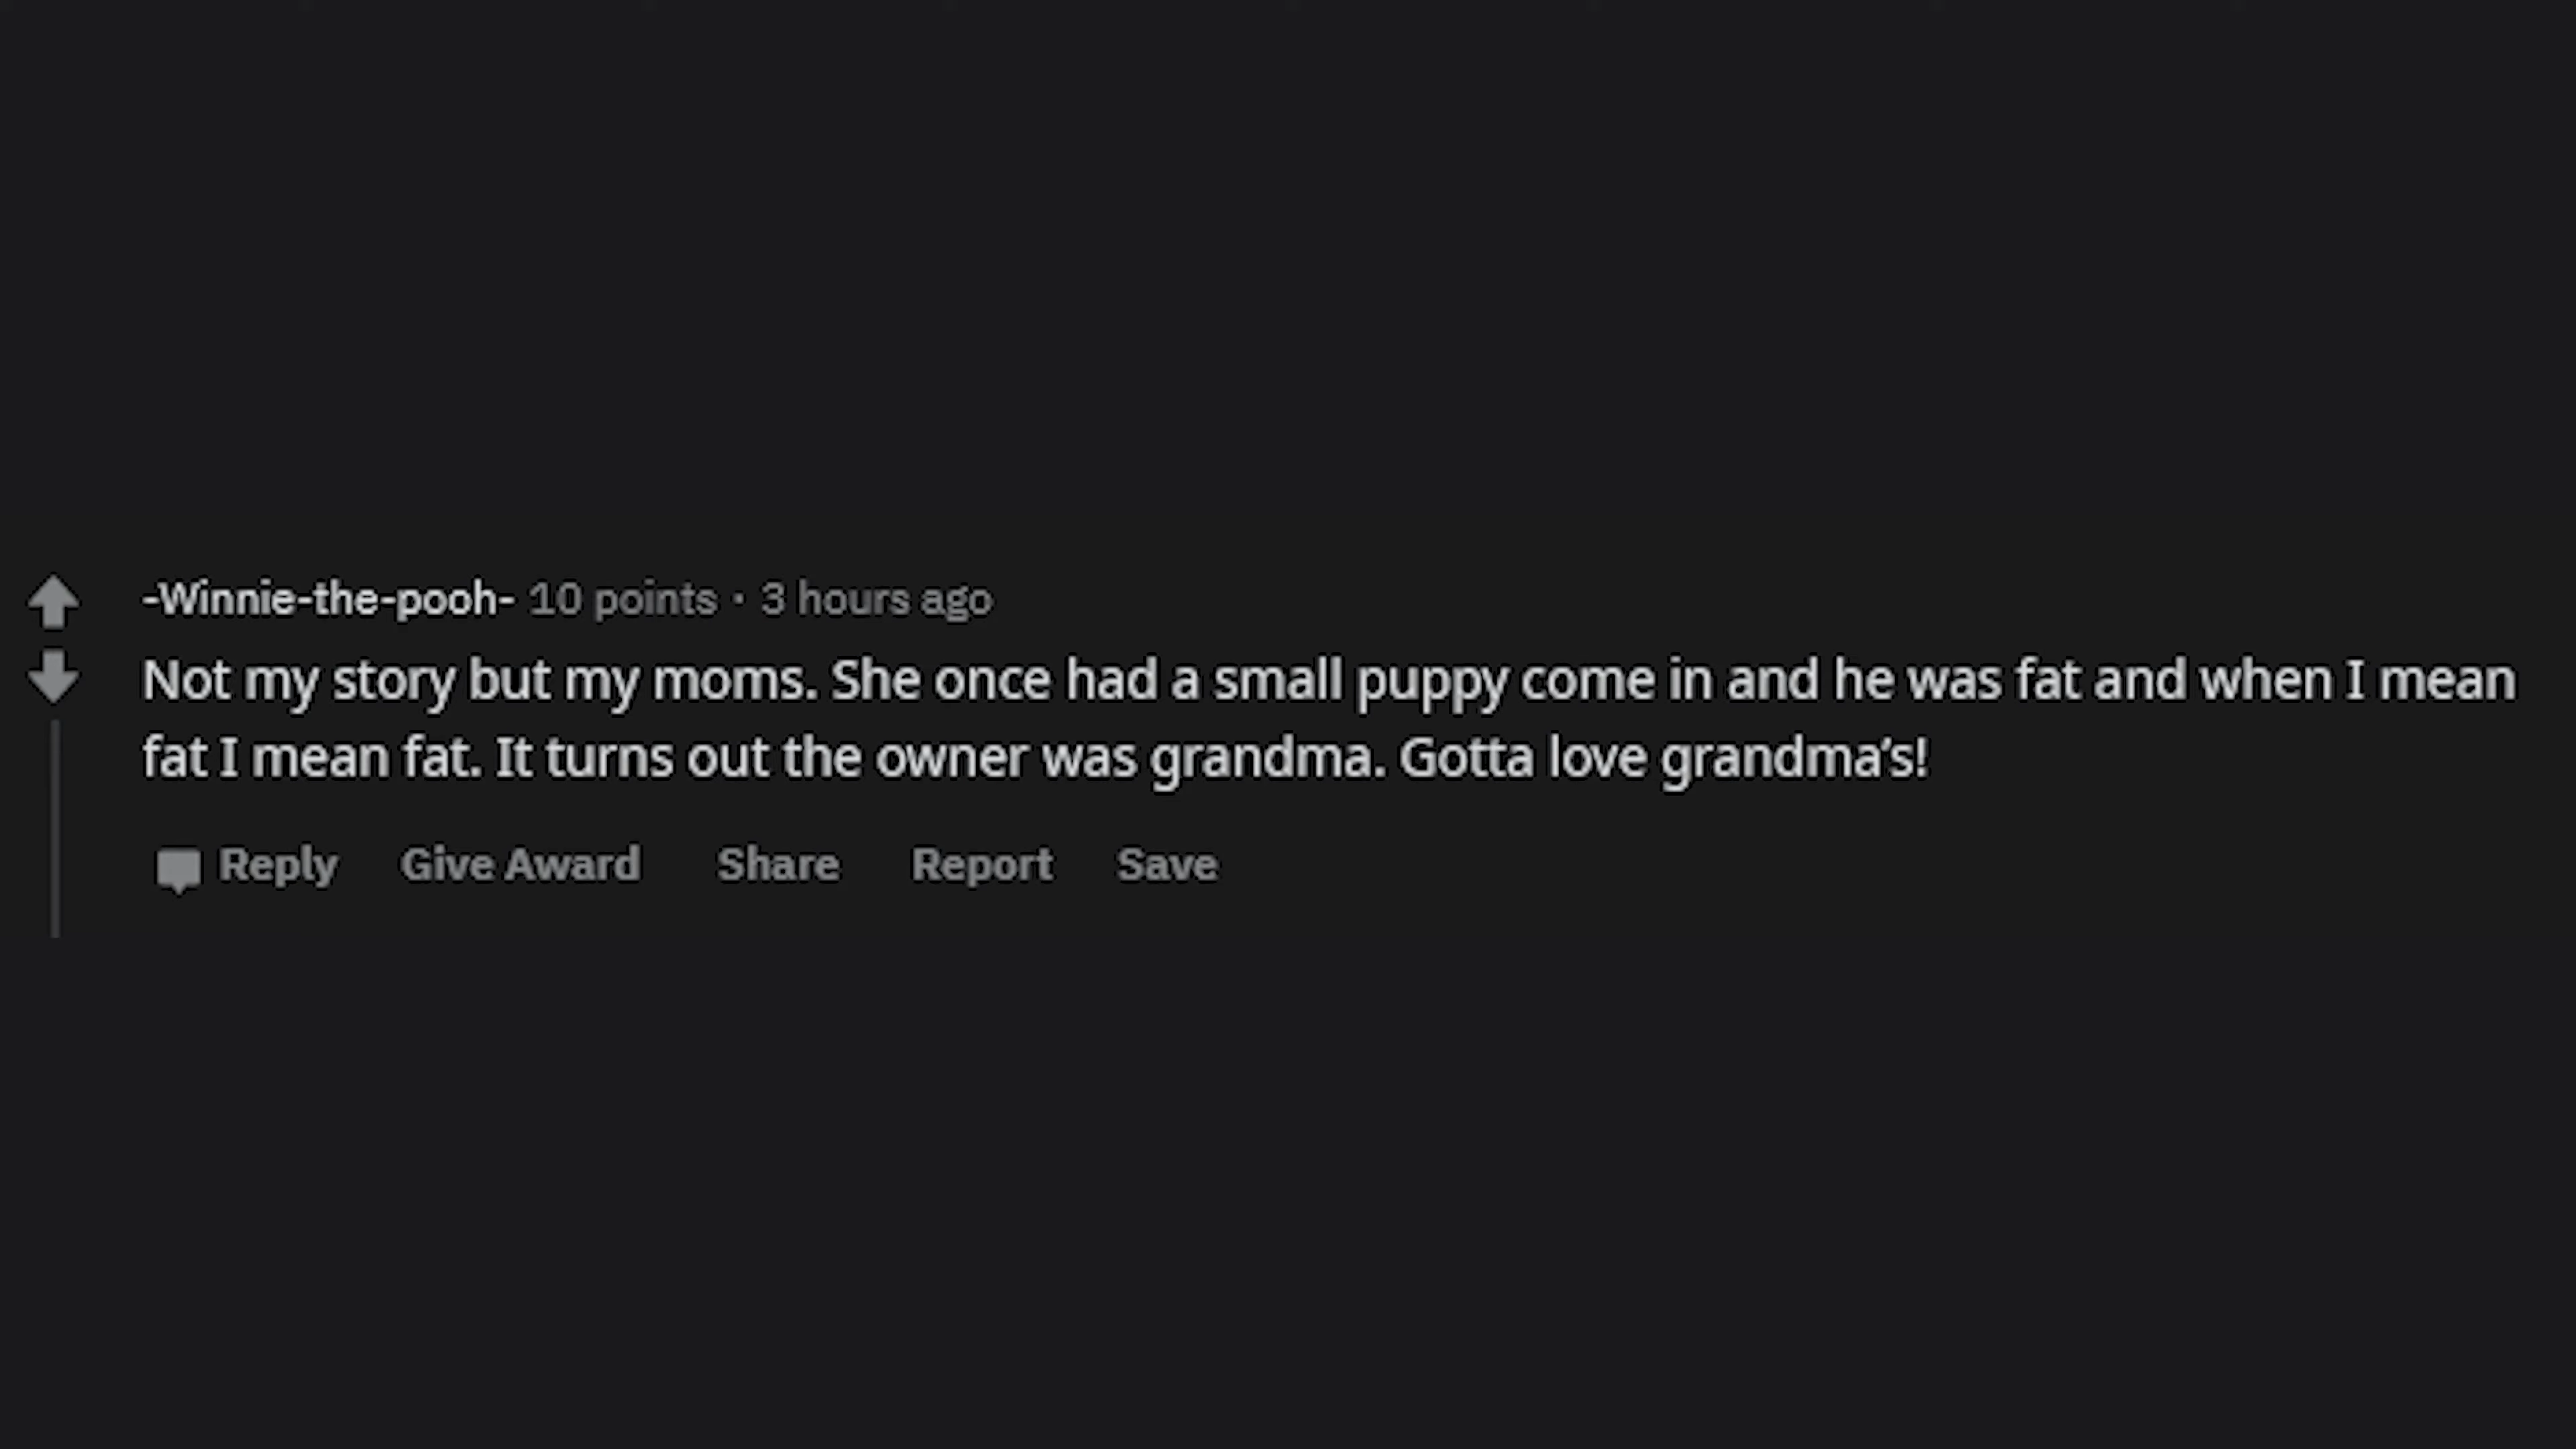 -Winnie-the-pooh- 10 points · 3 hours ago
Not my story but my moms. She once had a small puppy come in and he was fat and when I mean
fat I mean fat. It turns out the owner was grandma. Gotta love grandma’s!
Reply Give Award Share Report Save